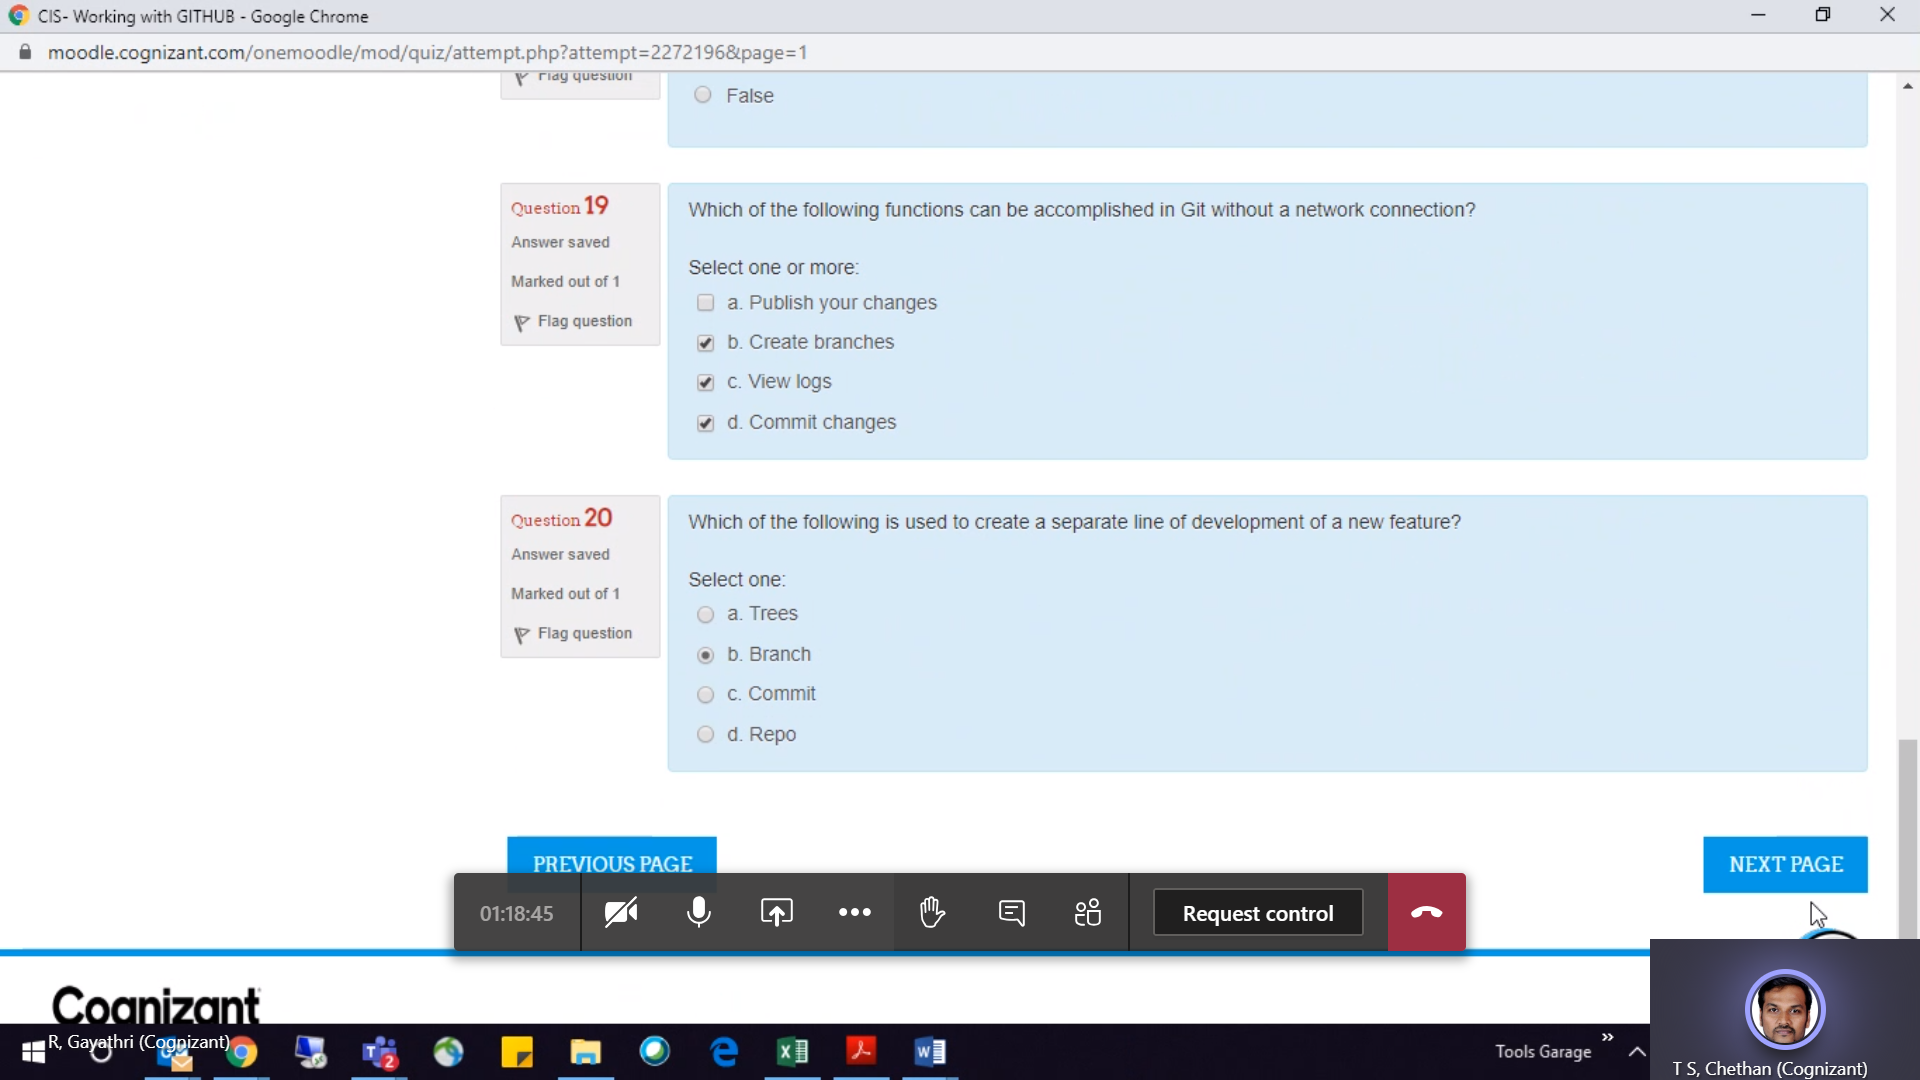 CIS- Working with GITHUB - Google Chrome
moodle.cognizant.com/onemoodle/mod/quiz/attempt.php?attempt=2272196&page=1
Flag question
False
Question 19
Answer saved
Marked out of 1
Flag question
Which of the following functions can be accomplished in Git without a network connection?
Select one or more:
a. Publish your changes
b. Create branches
c. View logs
d. Commit changes
Question 20
Answer saved
Marked out of 1
Flag question
Which of the following is used to create a separate line of development of a new feature?
Select one:
a. Trees
b. Branch
c. Commit
d. Repo
PREVIOUS PAGE
NEXT PAGE
01:18:45
Request control
Cognizant
R, Gayathri (Cognizant)
2
Tools Garage
T S, Chethan (Cognizant)